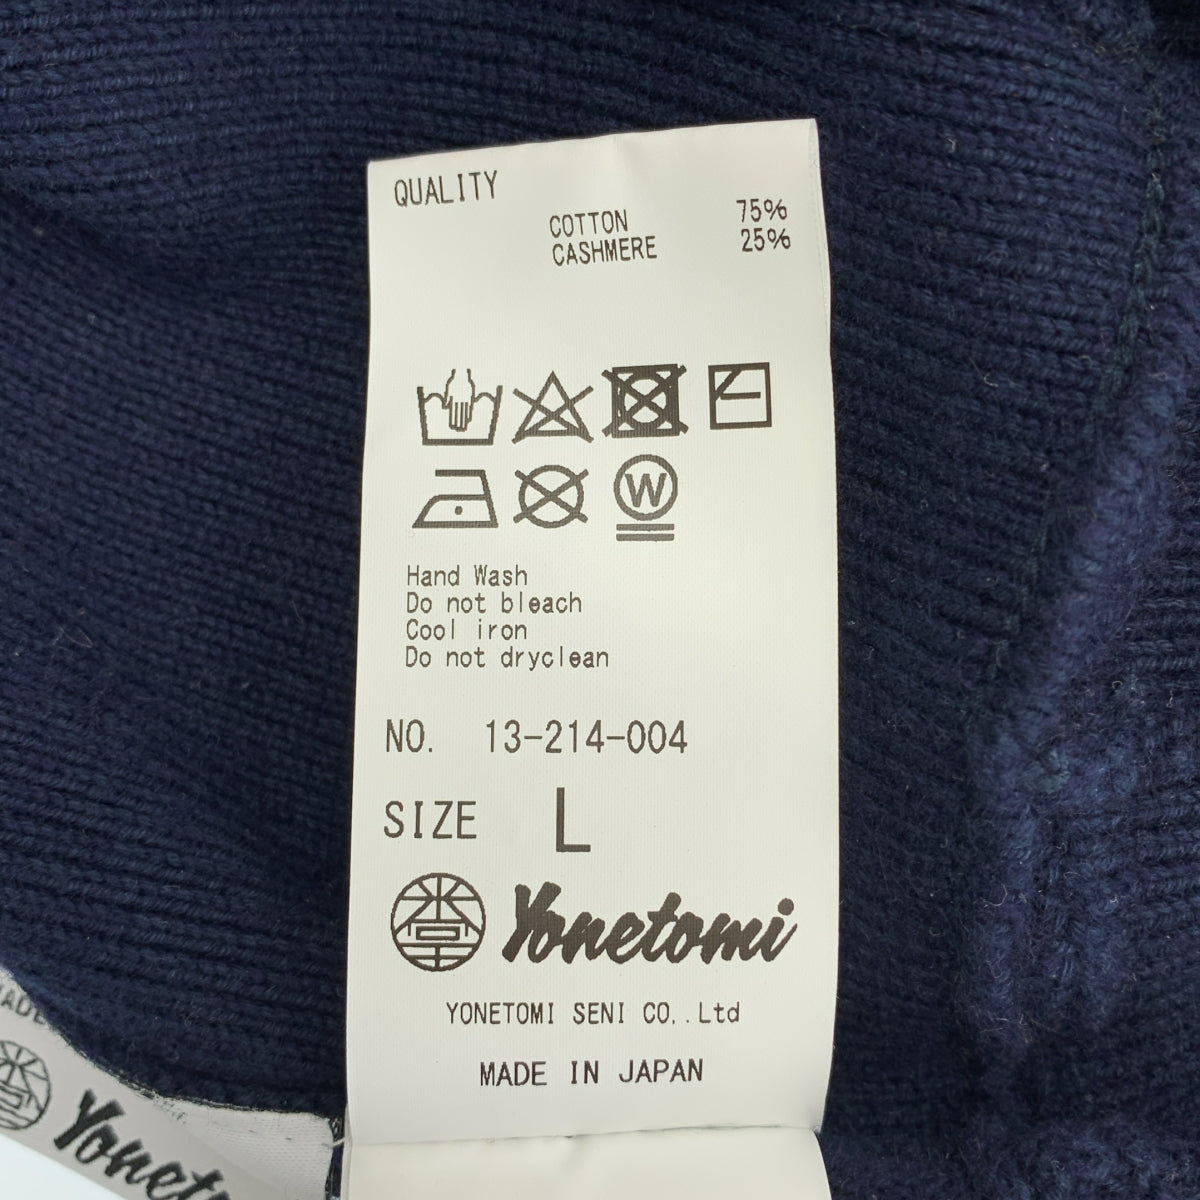 QUALITY
COTTON 75%
CASHMERE 25%
W
Hand Wash
Do not bleach
Cool iron
Do not dryclean
NO. 13-214-004
SIZE L
Yonetomi
YONETOMI SENI CO,.Ltd
MADE IN JAPAN